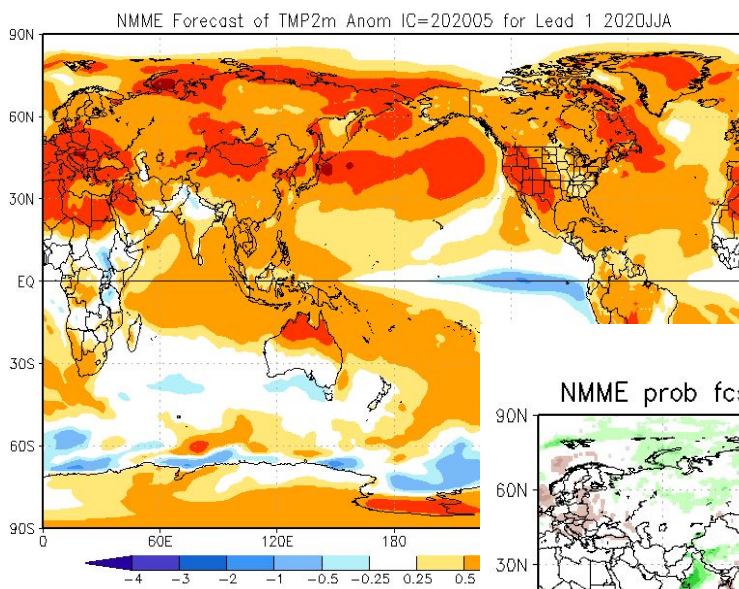 NMME Forecast of TMP2m Anom IC=202005 for Lead 1 2020JJA
90N
60N
30N
EQ
30S
60S
90S
0 60E 120E 180
-4 -3 -2 -1 -0.5 -0.25 0.25 0.5
NMME prob fcs
90N
60N
30N